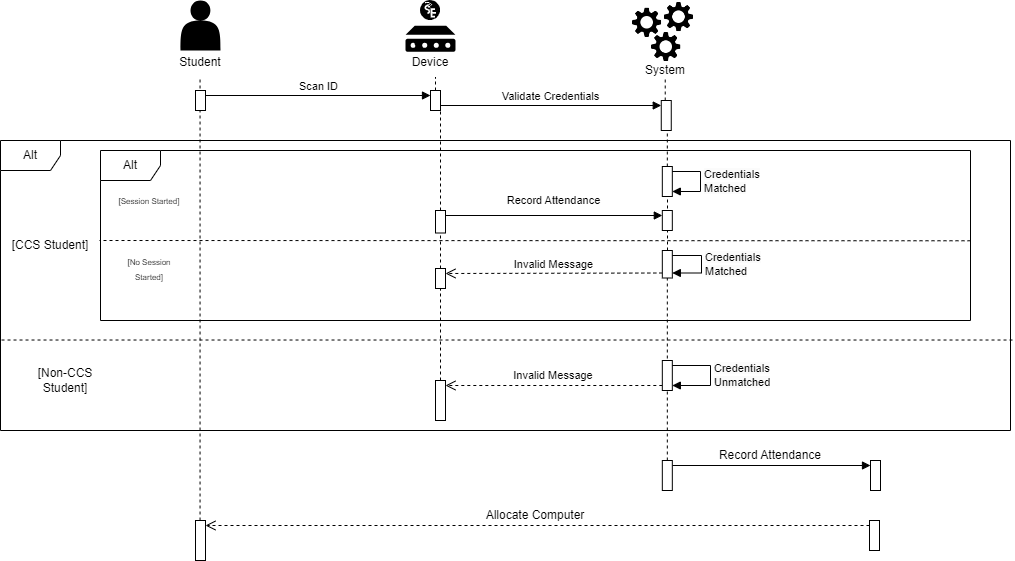 Student
Device
System
Scan ID
Validate Credentials
Alt
Alt
Credentials
Matched
[Session Started]
Record Attendance
[CCS Student]
[No Session
Started]
Invalid Message
Credentials
Matched
[Non-CCS
Student]
Invalid Message
Credentials
Unmatched
Record Attendance
Allocate Computer